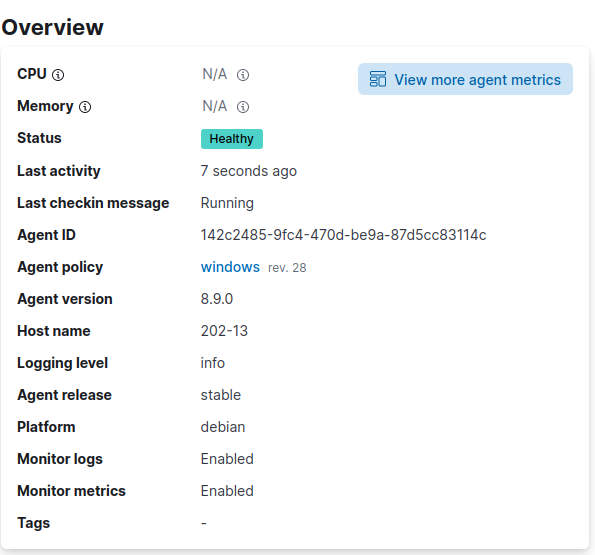 Overview
CPU N/A View more agent metrics
Memory N/A
Status Healthy
Last activity 7 seconds ago
Last checkin message Running
Agent ID 142c2485-9fc4-470d-be9a-87d5cc83114c
Agent policy windows rev. 28
Agent version 8.9.0
Host name 202-13
Logging level info
Agent release stable
Platform debian
Monitor logs Enabled
Monitor metrics Enabled
Tags -